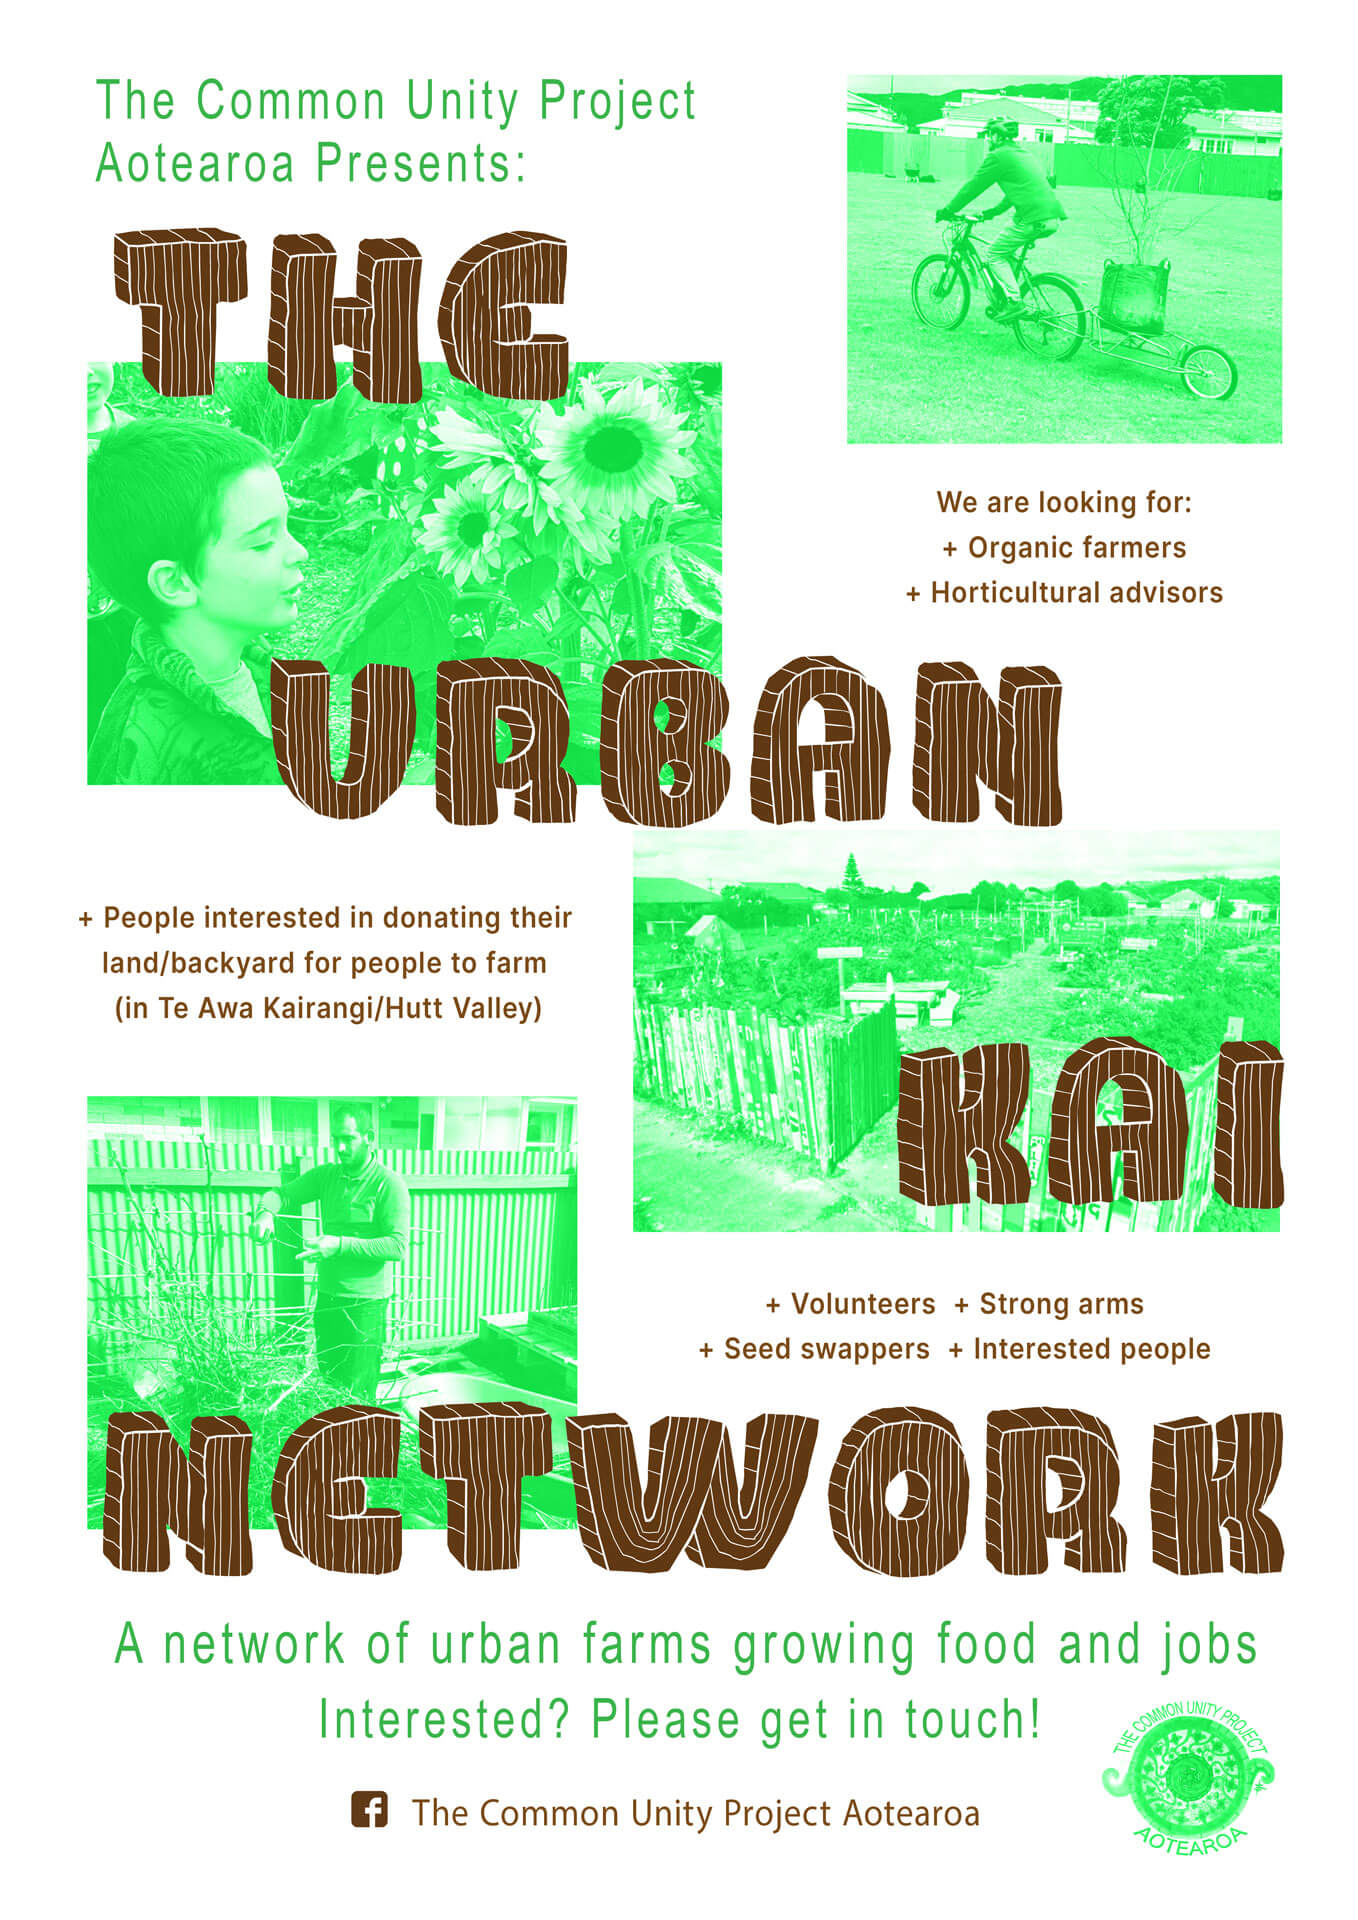 The Common Unity Project
Aotearoa Presents:
THE
We are looking for:
+ Organic farmers
+ Horticultural advisors
URBAN
+ People interested in donating their
land/backyard for people to farm
(in Te Awa Kairangi/Hutt Valley)
KAI
+ Volunteers + Strong arms
+ Seed swappers + Interested people
NETWORK
A network of urban farms growing food and jobs
Interested? Please get in touch!
The Common Unity Project Aotearoa
THE COMMON UNITY PROJECT
AOTEAROA